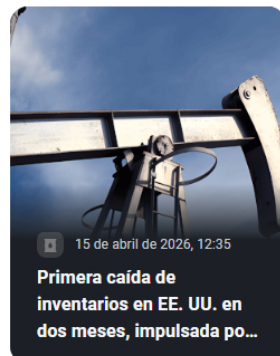 15 de abril de 2026, 12:35
Primera caída de
inventarios en EE. UU. en
dos meses, impulsada po...